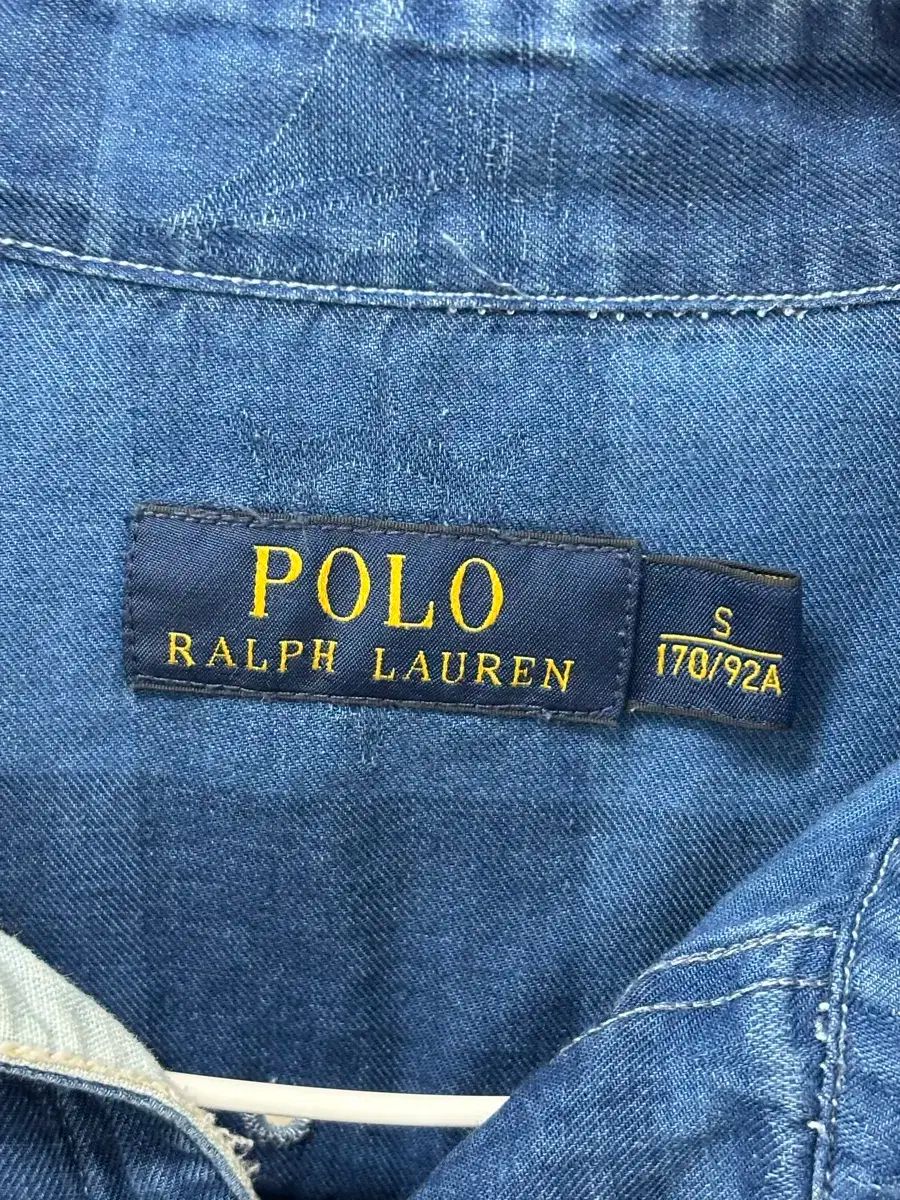 POLO
RALPH LAUREN
S
170/92A